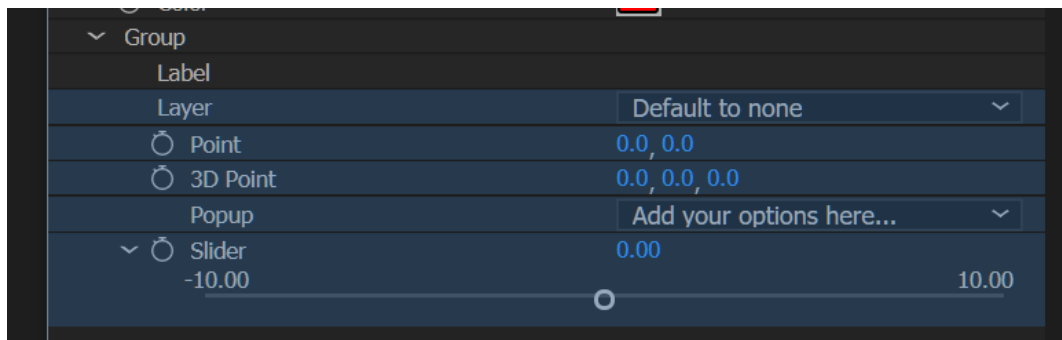 Color
Group
Label
Layer Default to none
Point 0.0, 0.0
3D Point 0.0, 0.0, 0.0
Popup Add your options here...
Slider 0.00
-10.00 10.00